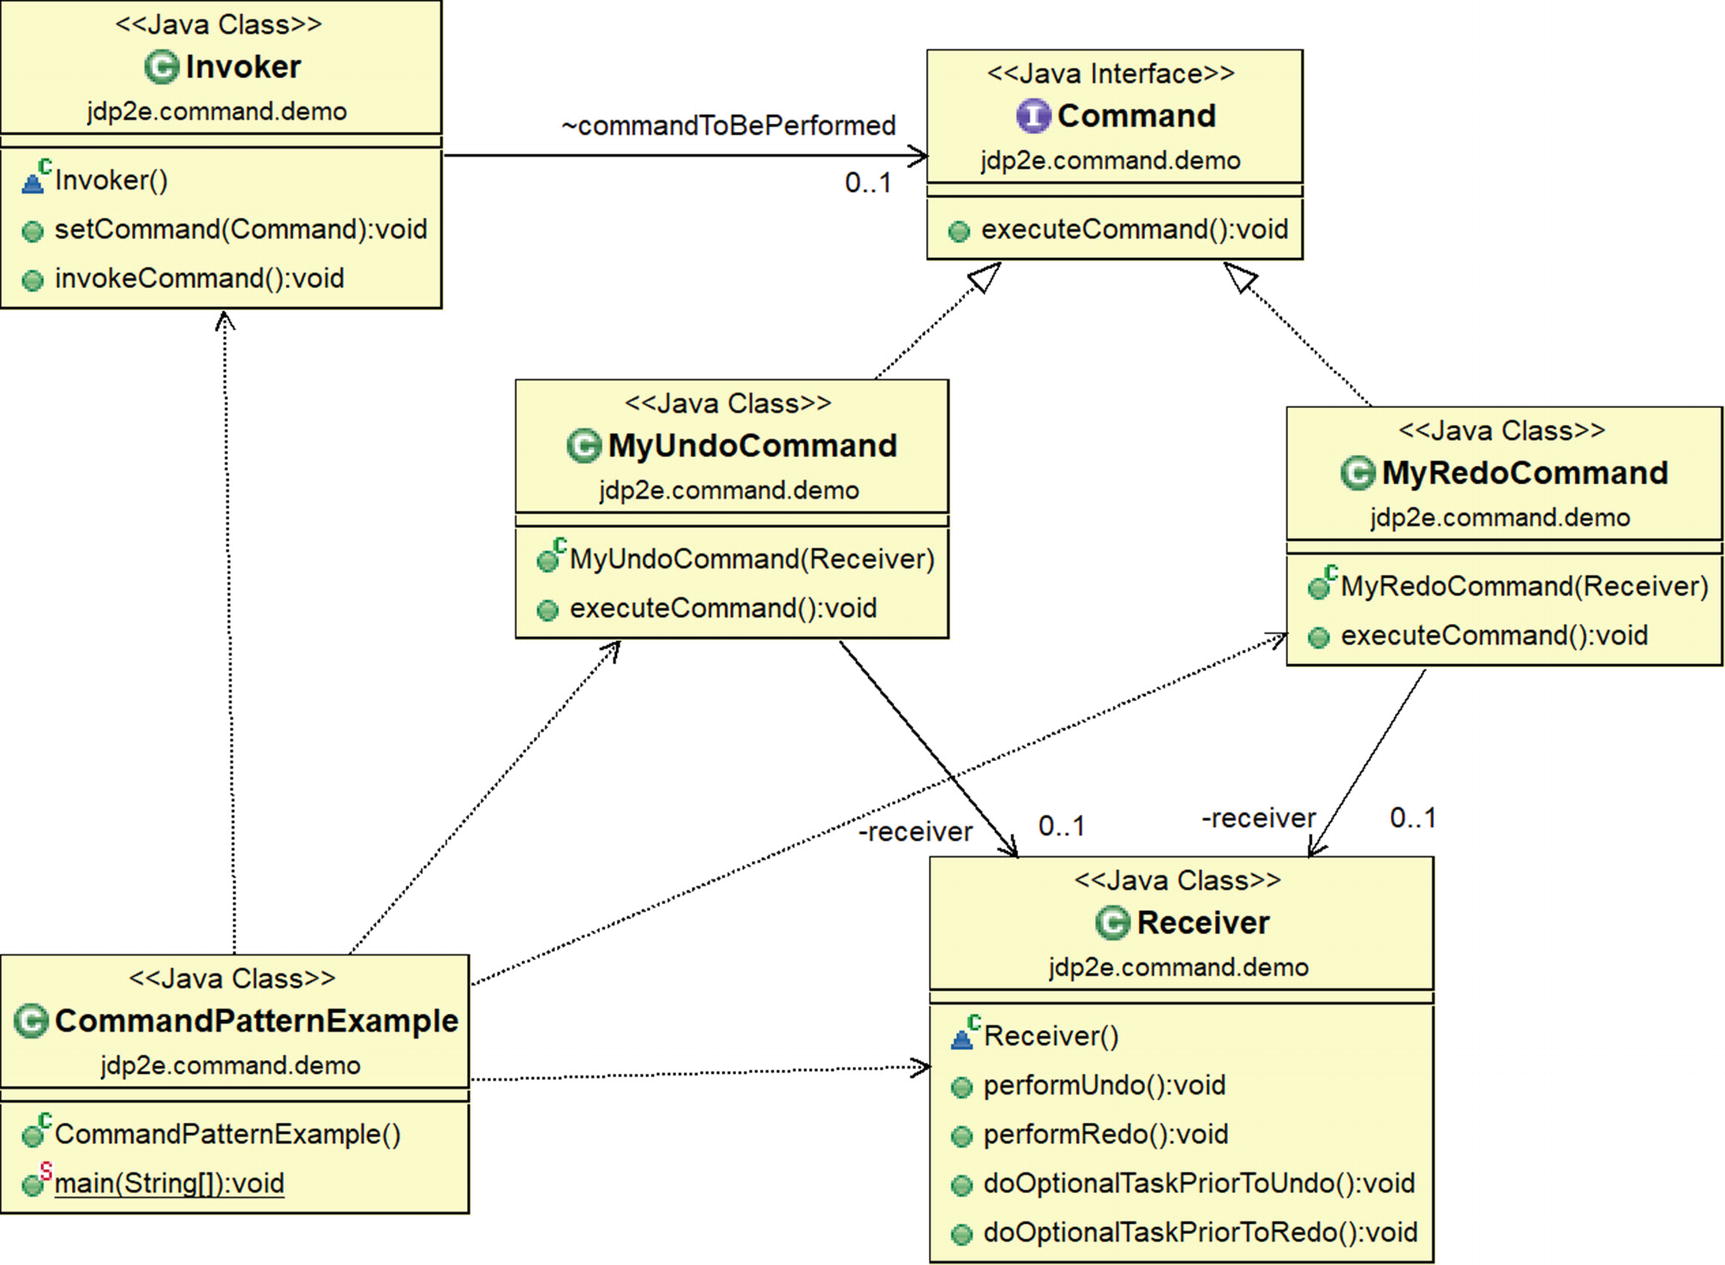 <<Java Class>>
Invoker
jdp2e.command.demo
Invoker()
setCommand(Command):void
invokeCommand():void
~commandToBePerformed
0..1
<<Java Interface>>
Command
jdp2e.command.demo
executeCommand():void
<<Java Class>>
MyUndoCommand
jdp2e.command.demo
MyUndoCommand(Receiver)
executeCommand():void
<<Java Class>>
MyRedoCommand
jdp2e.command.demo
MyRedoCommand(Receiver)
executeCommand():void
-receiver
0..1
-receiver
0..1
<<Java Class>>
CommandPatternExample
jdp2e.command.demo
CommandPatternExample()
main(String[]):void
<<Java Class>>
Receiver
jdp2e.command.demo
Receiver()
performUndo():void
performRedo():void
doOptionalTaskPriorToUndo():void
doOptionalTaskPriorToRedo():void